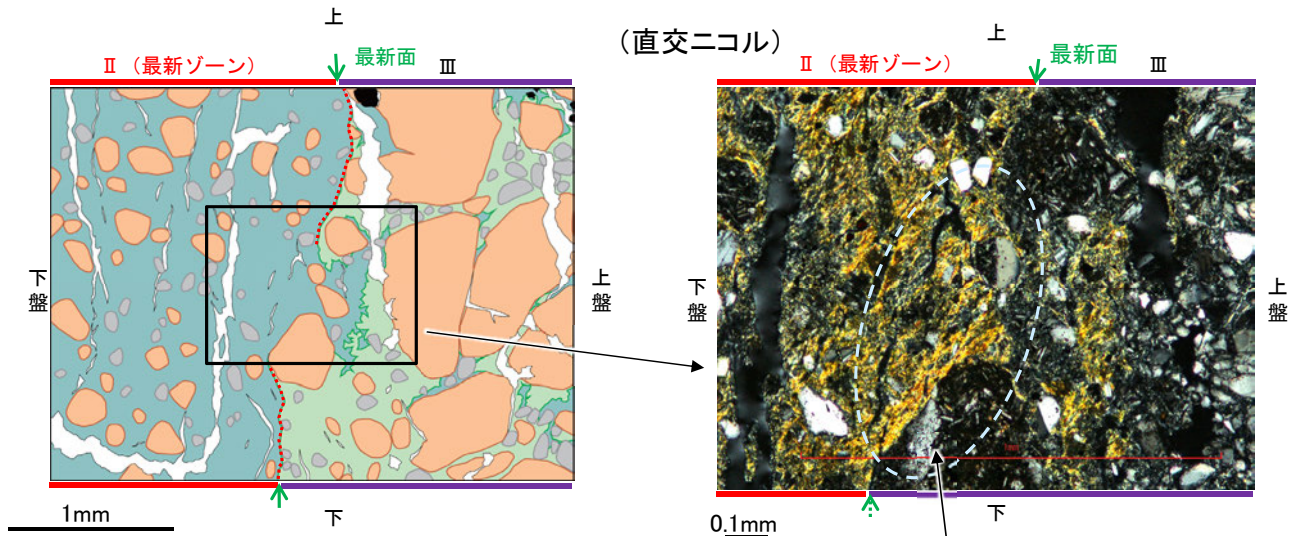 上
Ⅱ（最新ゾーン）
最新面
Ⅲ
下盤
上盤
下
1mm
（直交ニコル）
上
Ⅱ（最新ゾーン）
最新面
Ⅲ
下盤
上盤
下
0.1mm